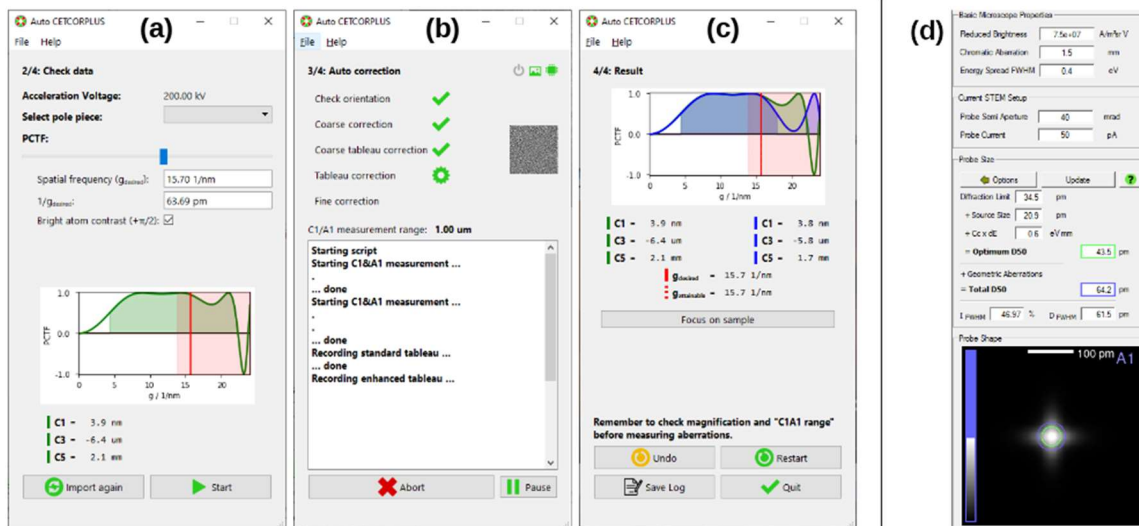 (a)
Auto CETCORPLUS
File Help
2/4: Check data
Acceleration Voltage: 200.00 kV
Select pole piece:
PCTF:
Spatial frequency (gdesired): 15.70 1/nm
1/gdesired: 63.69 pm
Bright atom contrast (+π/2):
PCTF
1.0
0.0
-1.0
0 5 10 15 20
g / 1/nm
C1 = 3.9 nm
C3 = -6.4 um
C5 = 2.1 mm
Import again Start
(b)
Auto CETCORPLUS
File Help
3/4: Auto correction
Check orientation
Coarse correction
Coarse tableau correction
Tableau correction
Fine correction
C1/A1 measurement range: 1.00 um
Starting script
Starting C1&A1 measurement ...
.
... done
Starting C1&A1 measurement ...
.
.
... done
Recording standard tableau ...
... done
Recording enhanced tableau ...
Abort Pause
(c)
Auto CETCORPLUS
File Help
4/4: Result
PCTF
1.0
0.0
-1.0
0 5 10 15 20
g / 1/nm
C1 = 3.9 nm C1 = 3.8 nm
C3 = -6.4 um C3 = -5.8 um
C5 = 2.1 mm C5 = 1.7 mm
gdesired = 15.7 1/nm
gattainable = 15.7 1/nm
Focus on sample
Remember to check magnification and "C1A1 range"
before measuring aberrations.
Undo Restart
Save Log Quit
(d)
Basic Microscope Properties
Reduced Brightness 7.5e+07 A/m²sr V
Chromatic Aberration 1.5 mm
Energy Spread FWHM 0.4 eV
Current STEM Setup
Probe Semi Aperture 40 mrad
Probe Current 50 pA
Probe Size
Options Update ?
Diffraction Limit 34.5 pm
+ Source Size 20.9 pm
+ Cc x dE 0.6 eV mm
= Optimum D50 43.5 pm
+ Geometric Aberrations
= Total D50 64.2 pm
I FWHM 46.97 % D FWHM 61.5 pm
Probe Shape
100 pm A1